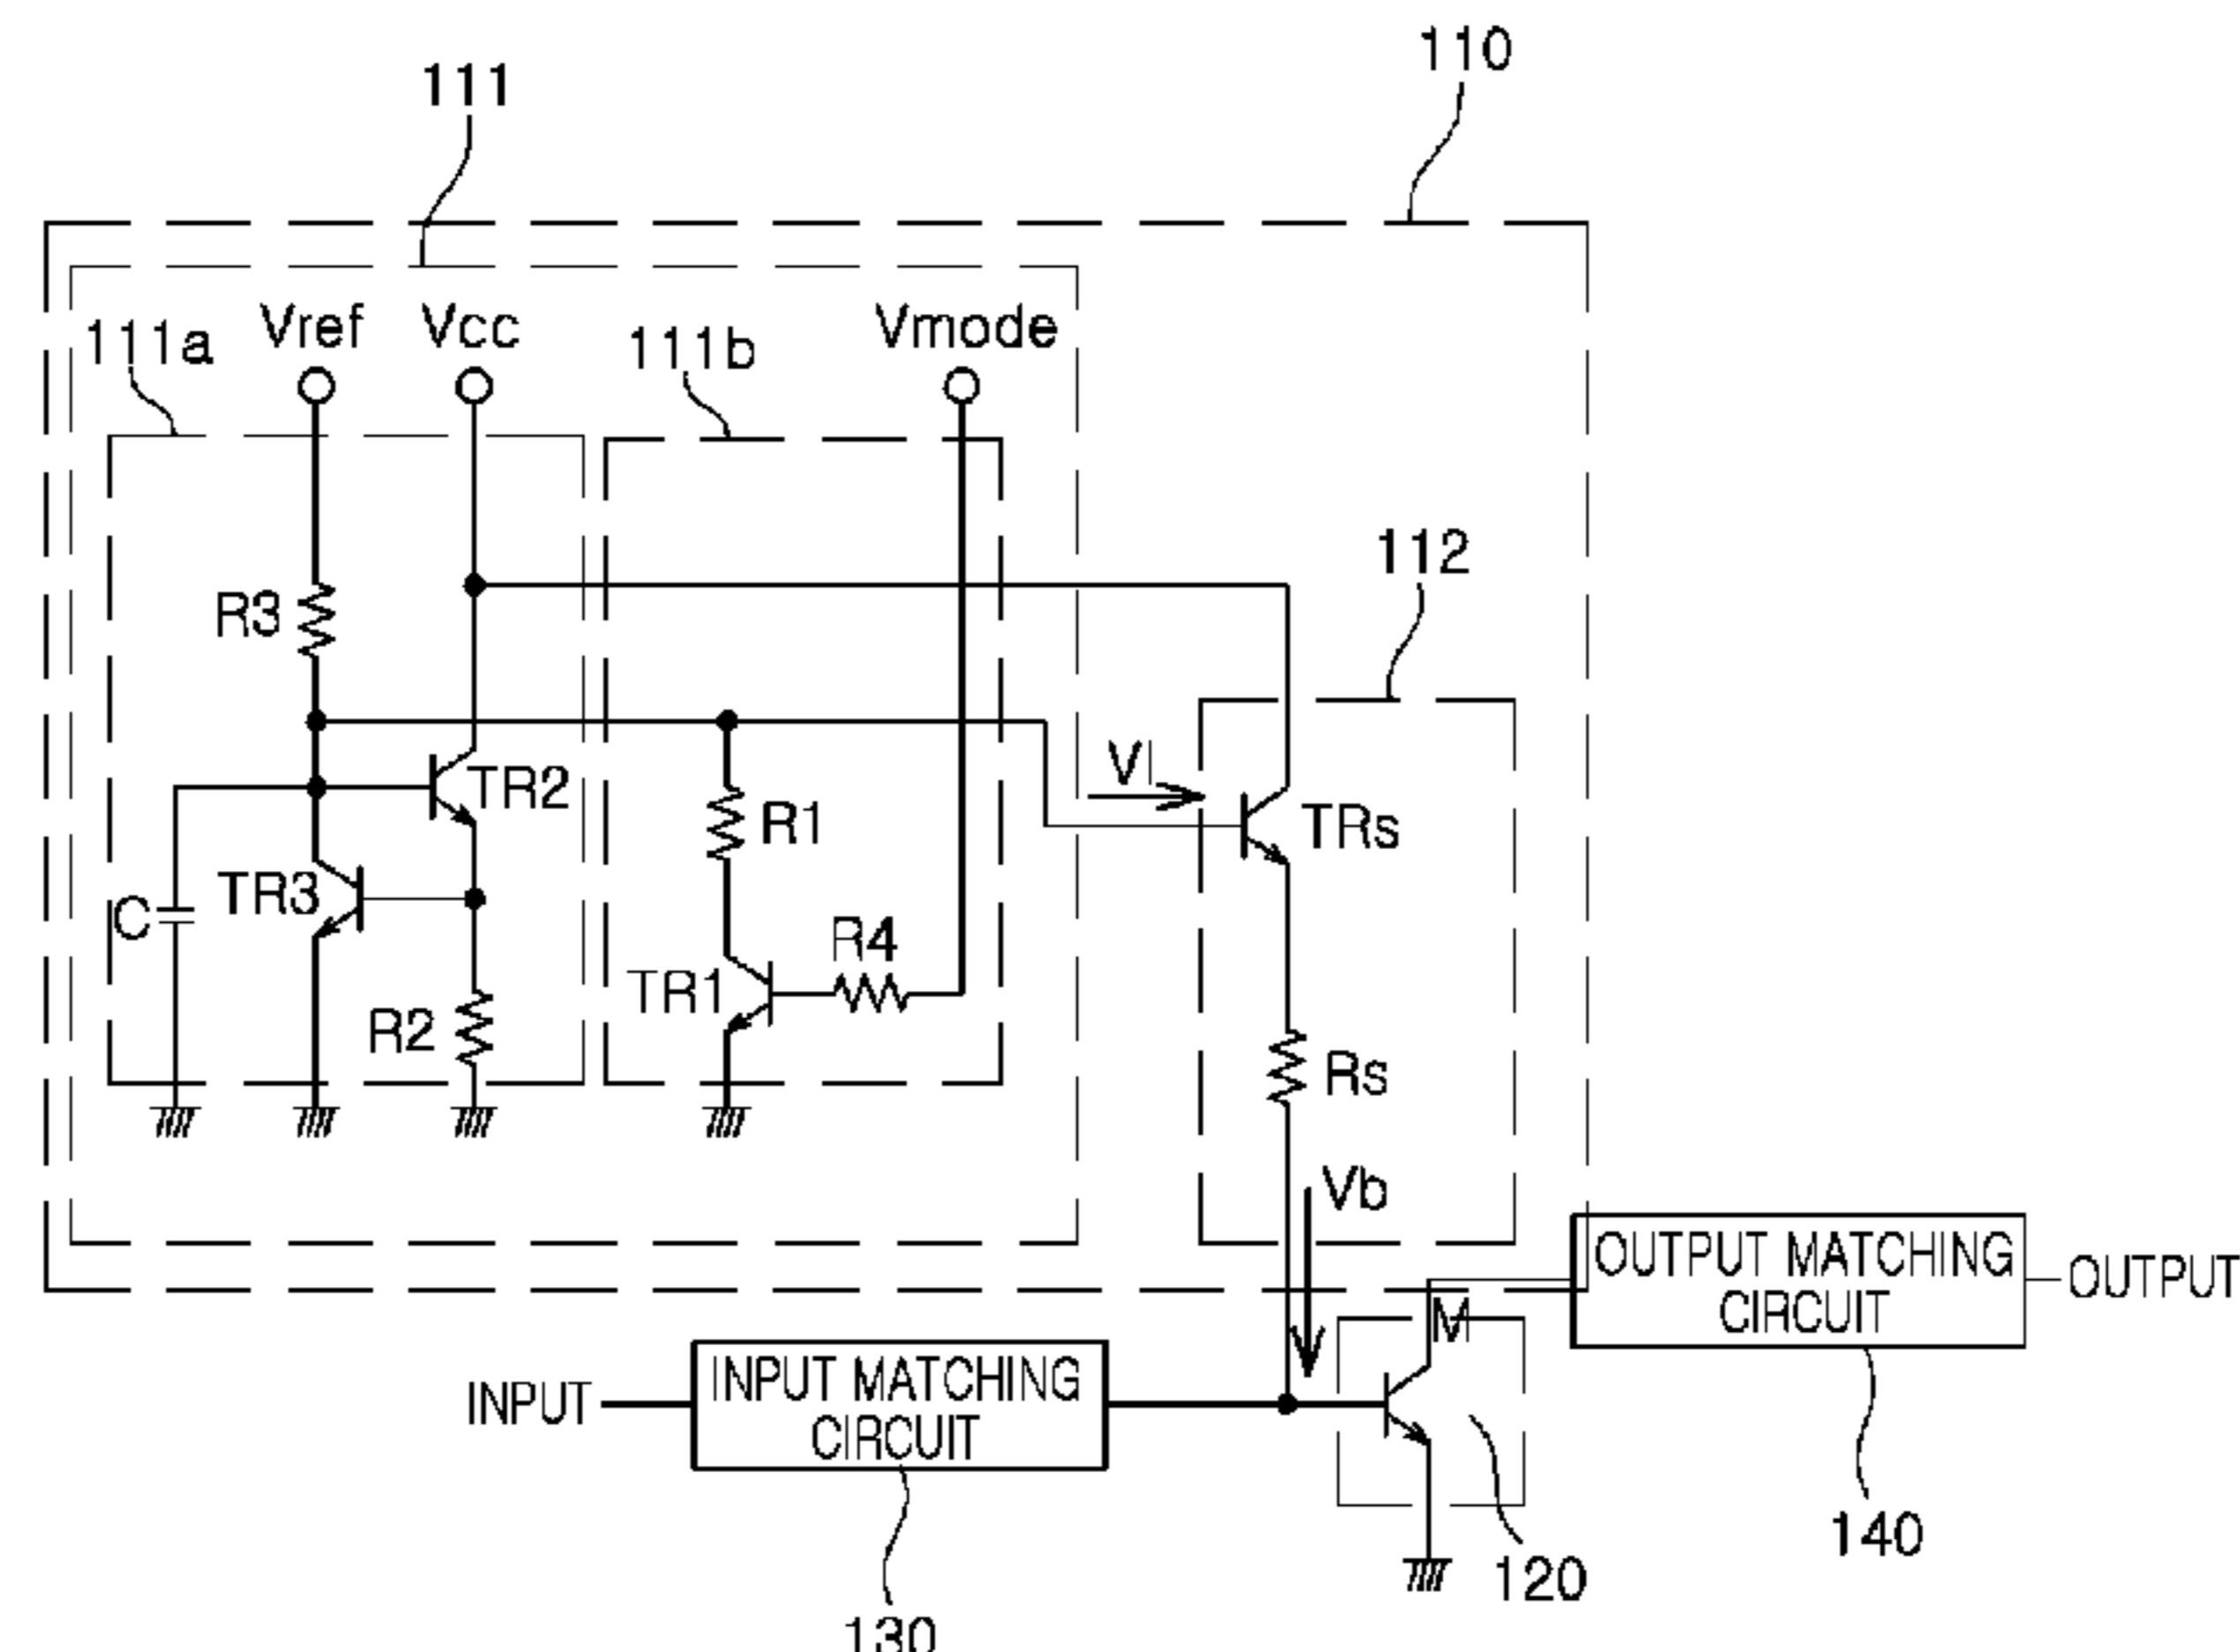 110
111
Vref
Vcc
Vmode
111a
111b
112
R3
VI
TR2
R1
TRs
TR3
C
R4
TR1
R2
Rs
Vb
OUTPUT MATCHING
CIRCUIT
OUTPUT
M
INPUT
INPUT MATCHING
CIRCUIT
140
120
130